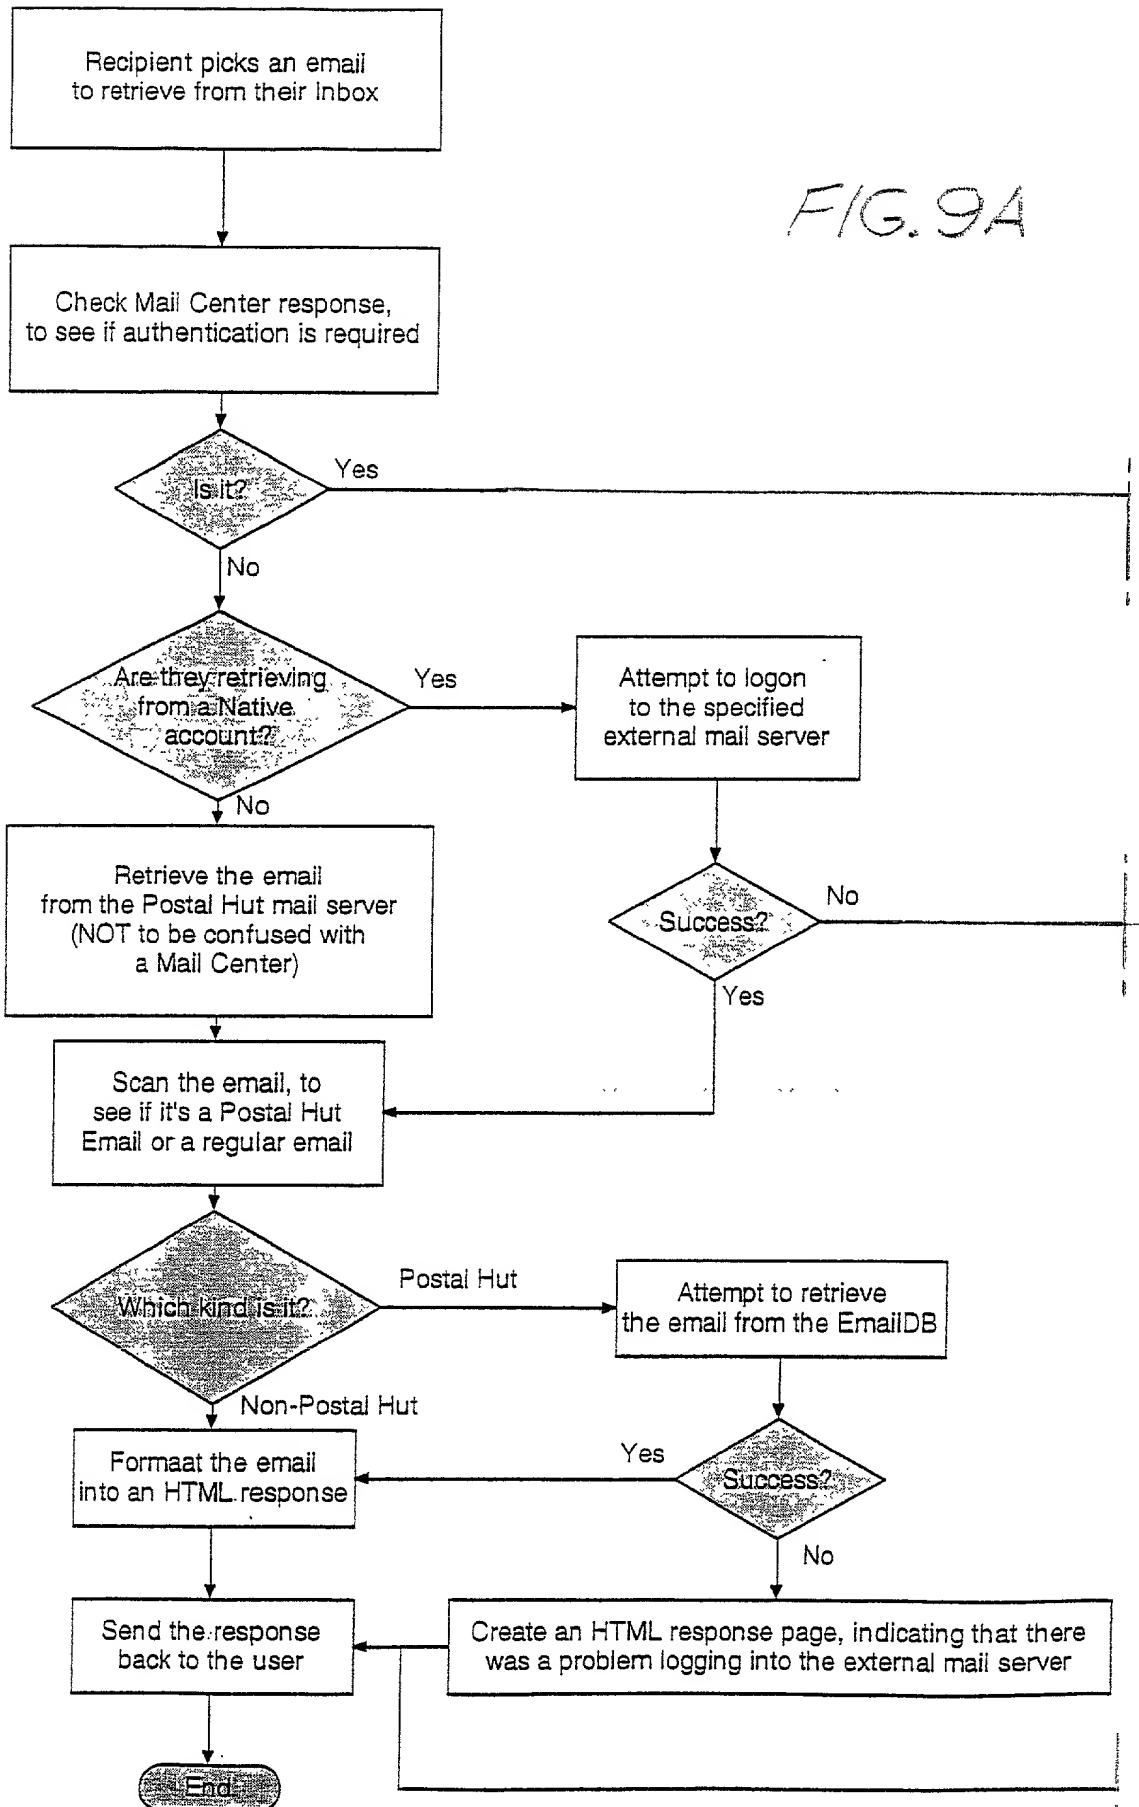 Recipient picks an email
to retrieve from their Inbox
FIG. 9A
Check Mail Center response,
to see if authentication is required
Is it?
Yes
No
Are they retrieving
from a Native
account?
Yes
Attempt to logon
to the specified
external mail server
No
Retrieve the email
from the Postal Hut mail server
(NOT to be confused with
a Mail Center)
Success?
No
Yes
Scan the email, to
see if it's a Postal Hut
Email or a regular email
Which kind is it?
Postal Hut
Attempt to retrieve
the email from the EmailDB
Non-Postal Hut
Formaat the email
into an HTML response
Yes
Success?
No
Send the response
back to the user
Create an HTML response page, indicating that there
was a problem logging into the external mail server
End